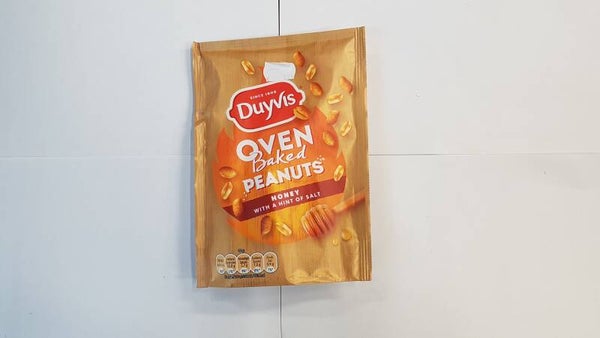 SINCE 1806
Duyvis
OVEN
Baked
PEANUTS
HONEY
WITH A HINT OF SALT